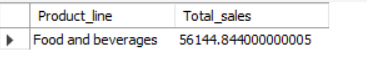 Product_line Total_sales
Food and beverages 56144.844000000005